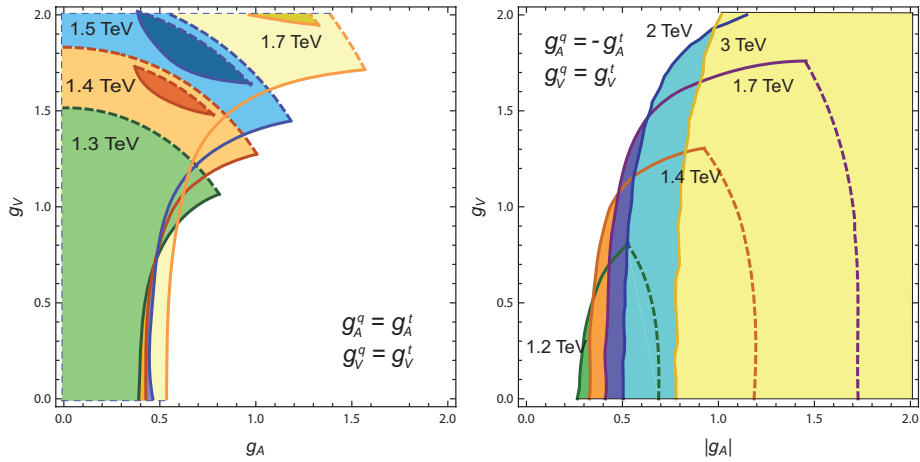 2.0
1.5
1.0
0.5
0.0
g_V
1.5 TeV
1.7 TeV
1.4 TeV
1.3 TeV
g_A^q = g_A^t
g_V^q = g_V^t
0.0 0.5 1.0 1.5 2.0
g_A
2.0
1.5
1.0
0.5
0.0
g_V
g_A^q = - g_A^t
g_V^q = g_V^t
2 TeV
3 TeV
1.7 TeV
1.4 TeV
1.2 TeV
0.0 0.5 1.0 1.5 2.0
|g_A|